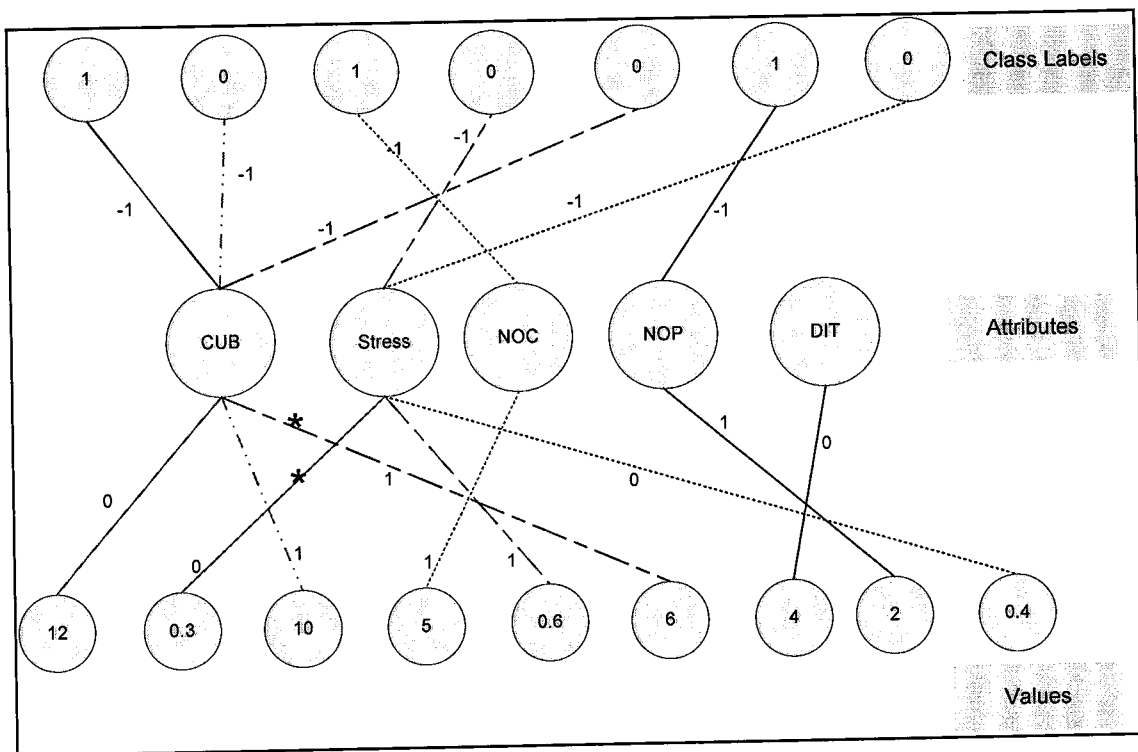 1 0 1 0 0 1 0 Class Labels
-1 -1 -1 -1 -1 -1 -1
CUB Stress NOC NOP DIT Attributes
* 1 0
* 1 0
0 0 1 1 1
12 0.3 10 5 0.6 6 4 2 0.4
Values